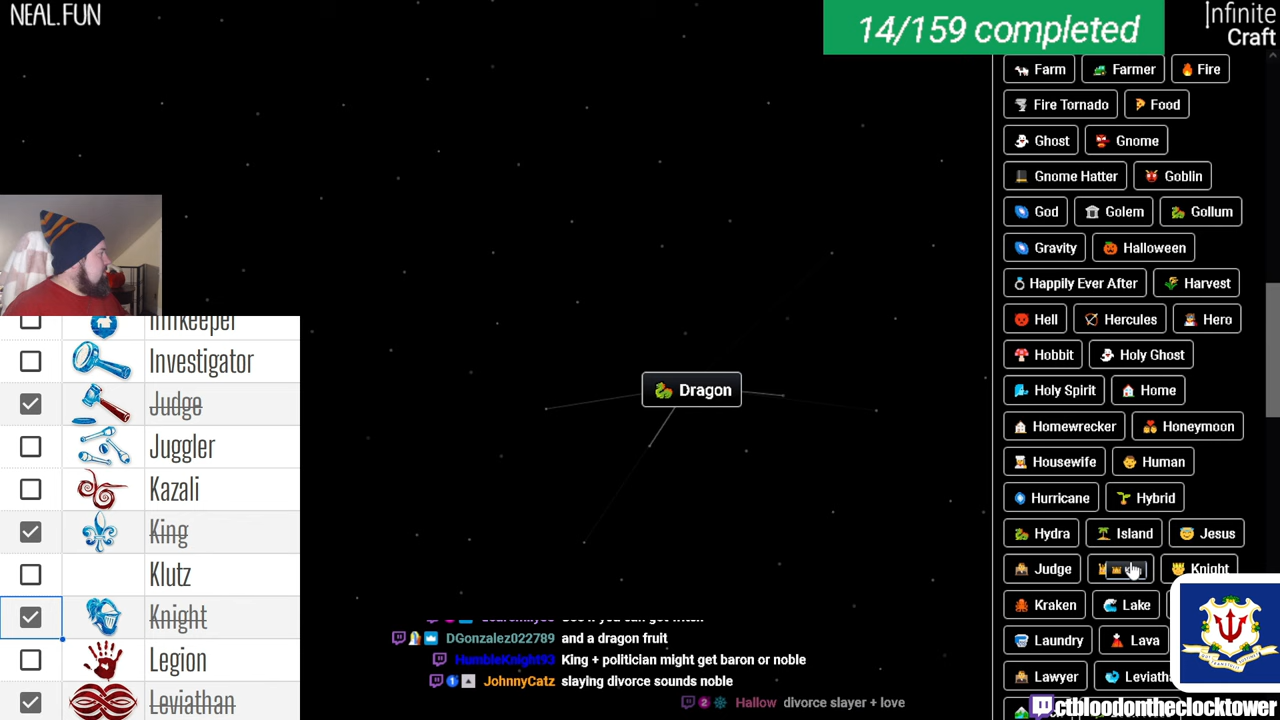 NEAL.FUN
14/159 completed
Infinite
Craft
Farm Farmer Fire
Fire Tornado Food
Ghost Gnome
Gnome Hatter Goblin
God Golem Gollum
Gravity Halloween
Happily Ever After Harvest
Hell Hercules Hero
Hobbit Holy Ghost
Holy Spirit Home
Homewrecker Honeymoon
Housewife Human
Hurricane Hybrid
Hydra Island Jesus
Judge Knight
Kraken Lake
Laundry Lava
Lawyer
Dragon
Innkeeper
Investigator
Judge
Juggler
Kazali
King
Klutz
Knight
Legion
Leviathan
DGonzalez022789 and a dragon fruit
HumbleKnight93 King + politician might get baron or noble
JohnnyCatz slaying divorce sounds noble
Hallow divorce slayer + love
ctbloodontheclocktower